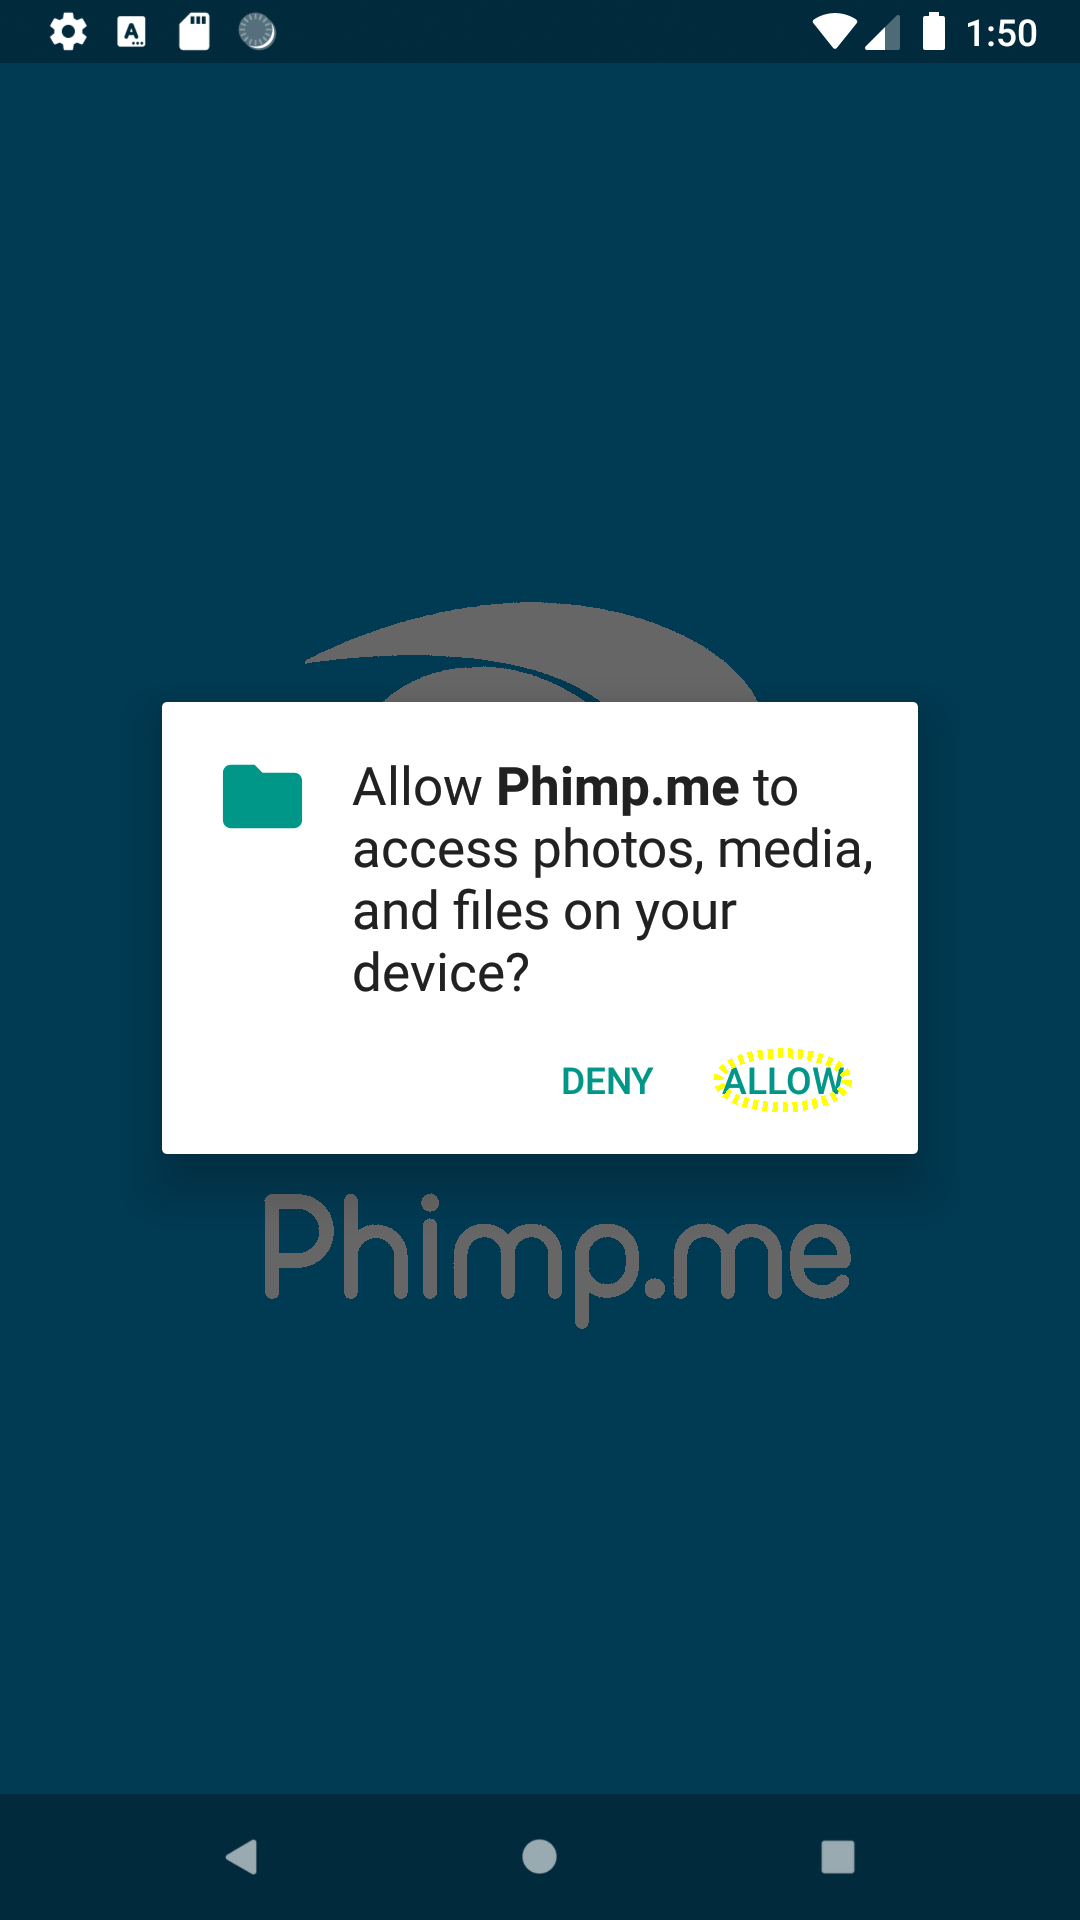 1:50
Allow Phimp.me to
access photos, media,
and files on your
device?
DENY ALLOW
Phimp.me